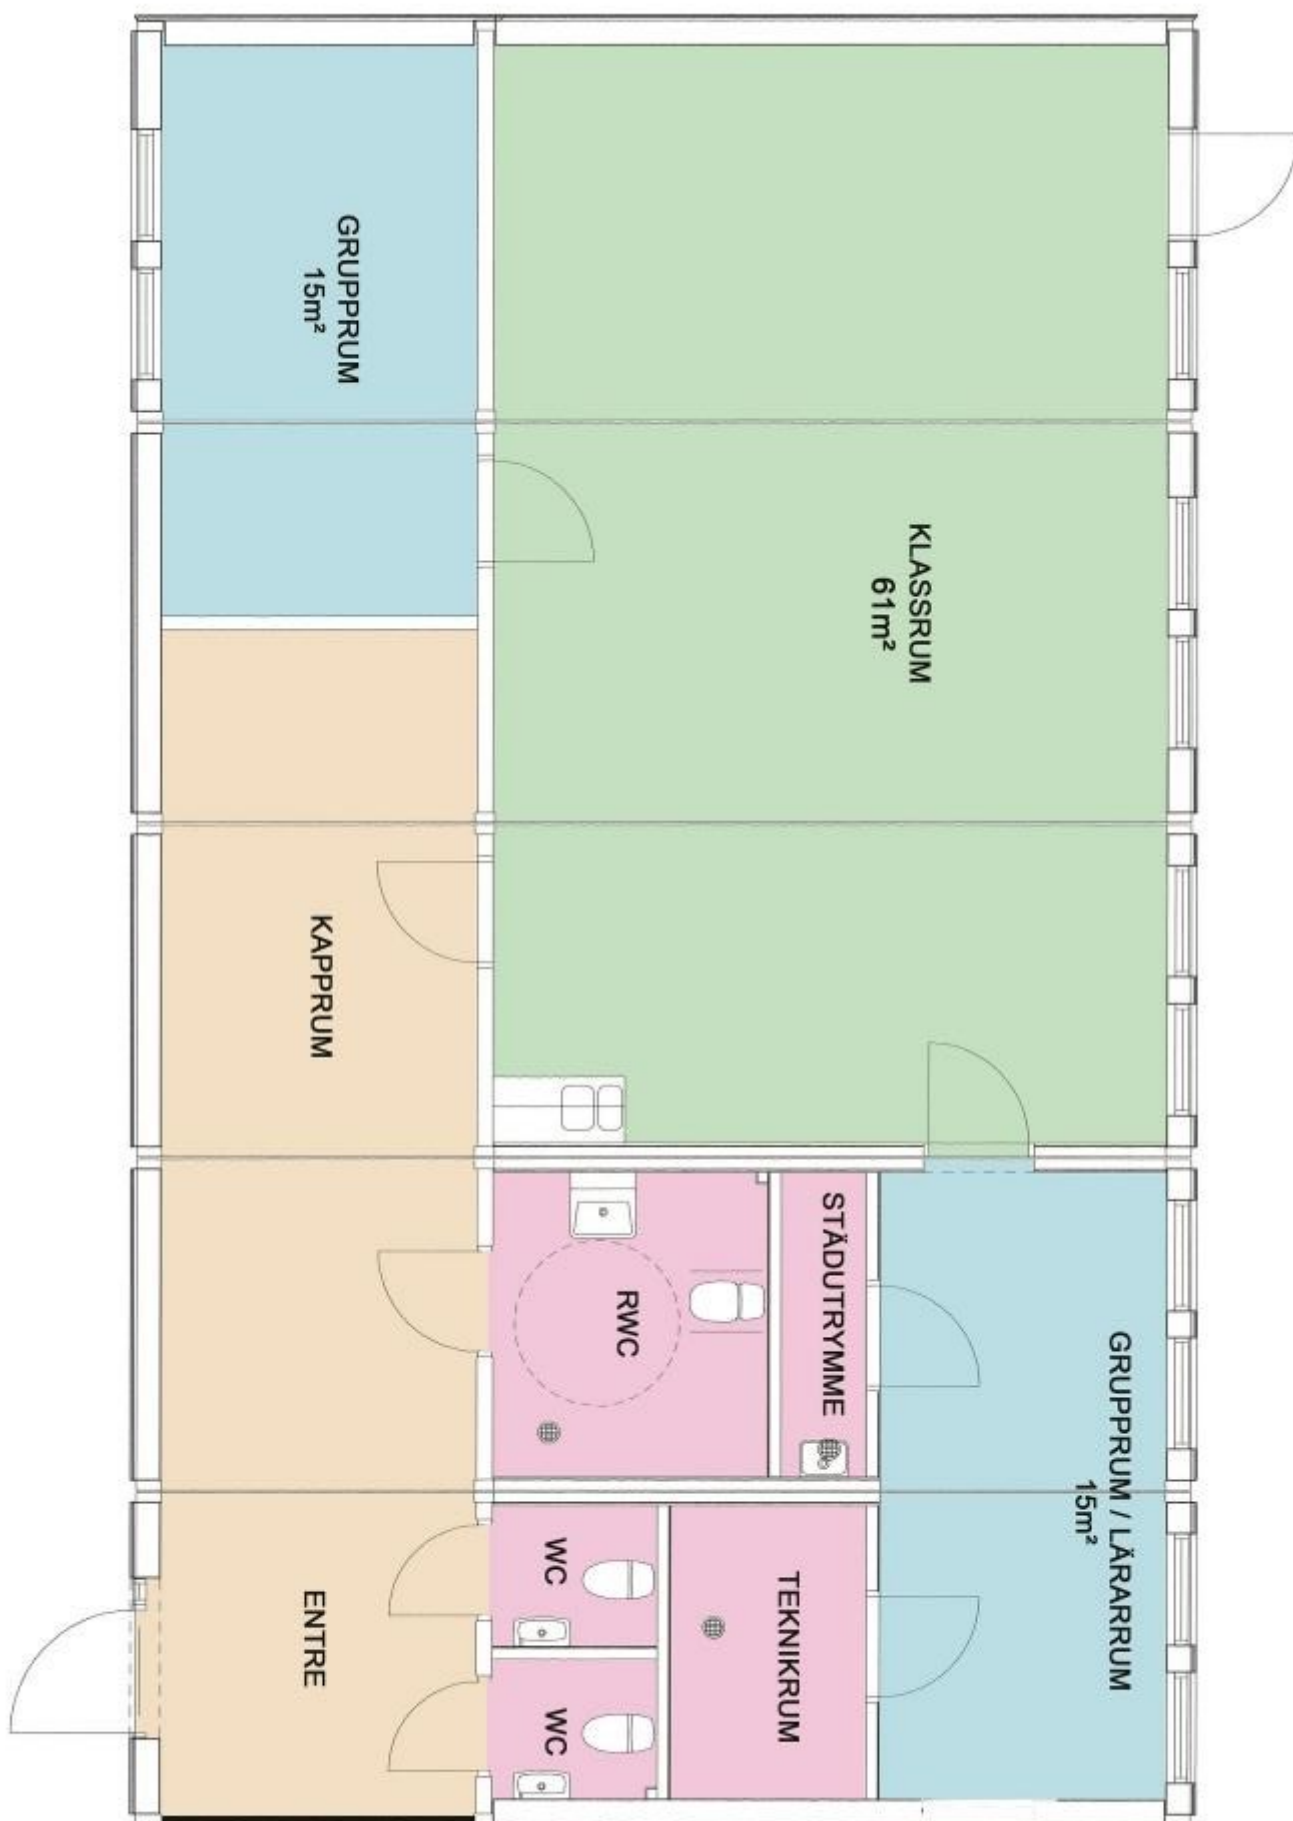 GRUPPRUM
15m²
KLASSRUM
61m²
KAPPRUM
RWC
STÄDUTRYMME
GRUPPRUM / LÄRARRUM
15m²
ENTRE
WC
WC
TEKNIKRUM